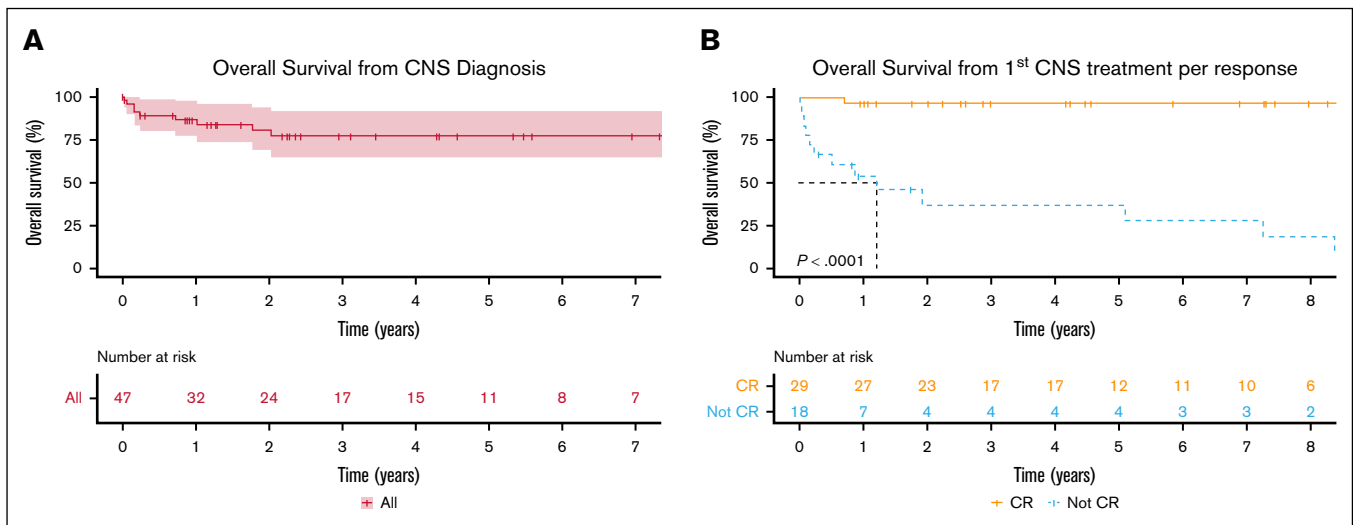 A
Overall Survival from CNS Diagnosis
Overall survival (%)
100
75
50
25
0
0 1 2 3 4 5 6 7
Time (years)
Number at risk
All 47 32 24 17 15 11 8 7
0 1 2 3 4 5 6 7
Time (years)
All
B
Overall Survival from 1st CNS treatment per response
Overall survival (%)
100
75
50
25
0
P < .0001
0 1 2 3 4 5 6 7 8
Time (years)
Number at risk
CR 29 27 23 17 17 12 11 10 6
Not CR 18 7 4 4 4 4 3 3 2
0 1 2 3 4 5 6 7 8
Time (years)
CR Not CR